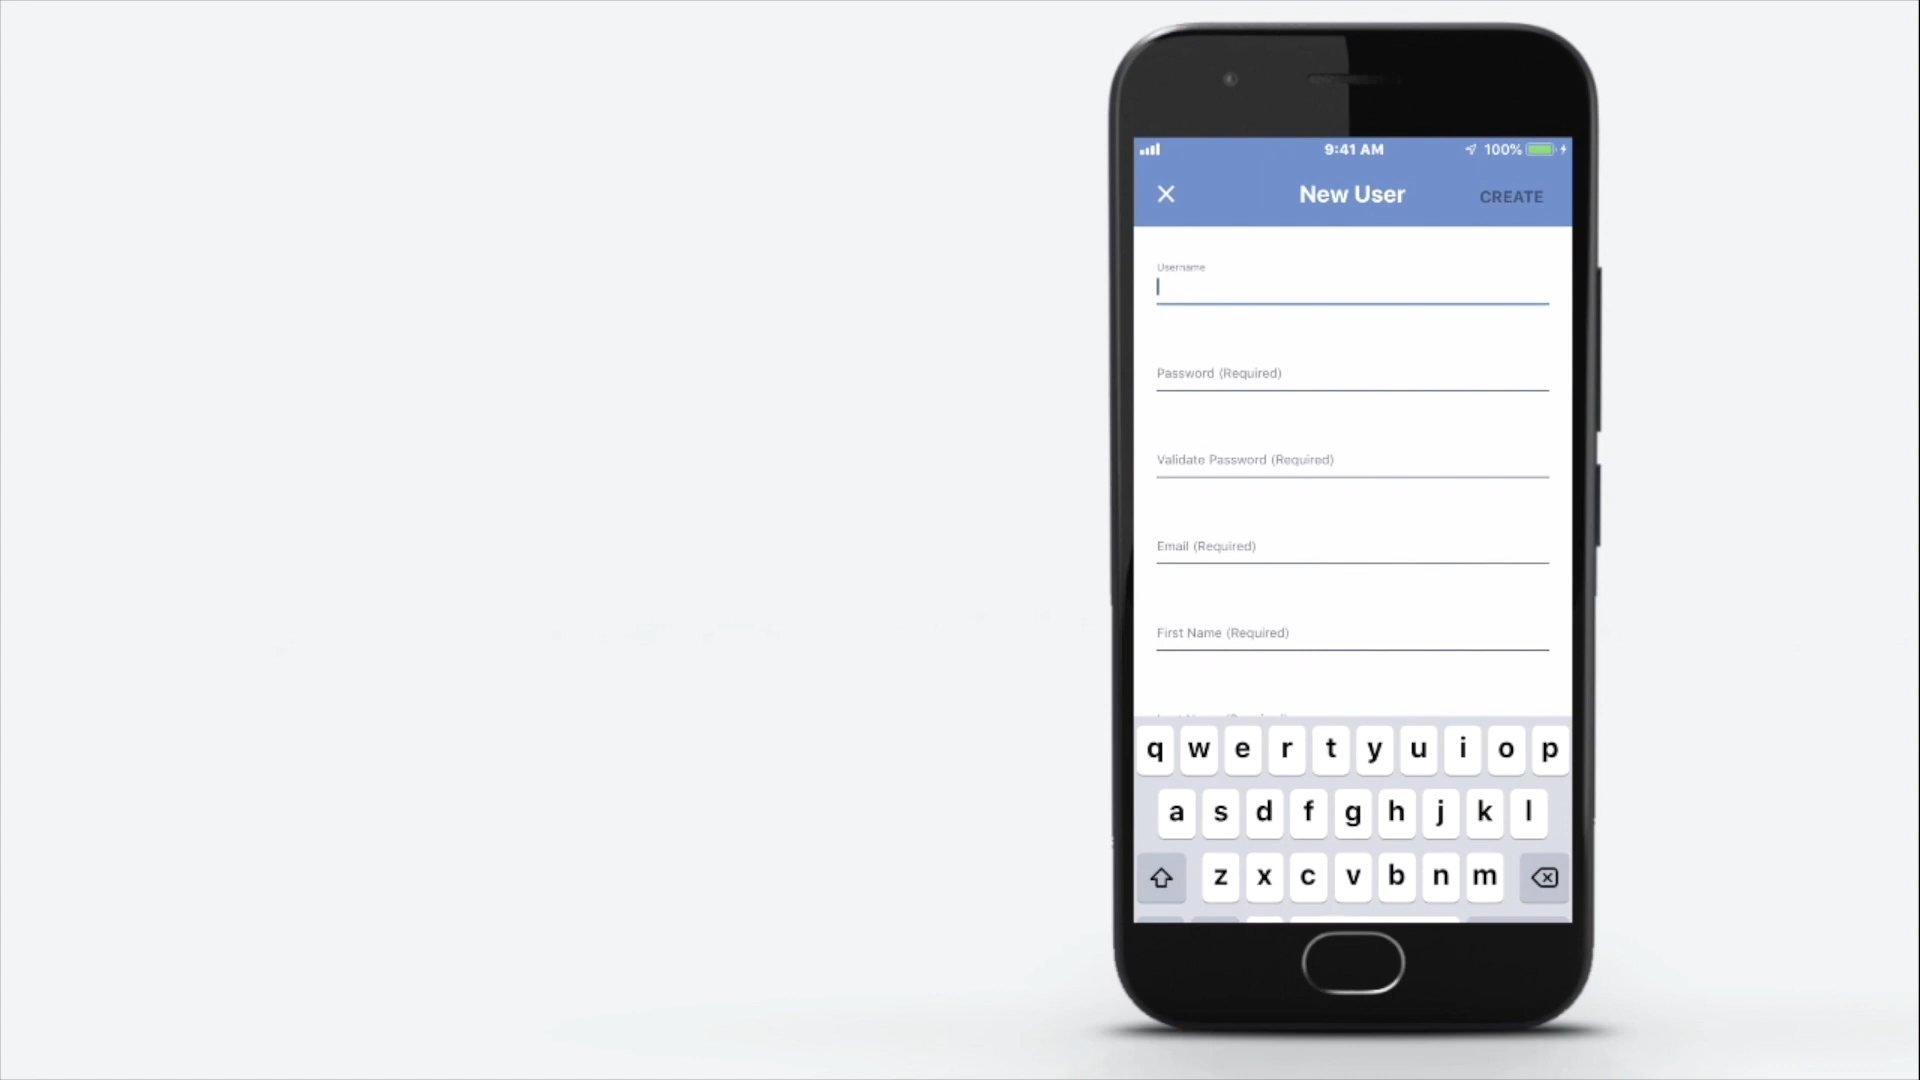 9:41 AM
100%
New User
CREATE
Username
Password (Required)
Validate Password (Required)
Email (Required)
First Name (Required)
q w e r t y u i o p
a s d f g h j k l
z x c v b n m